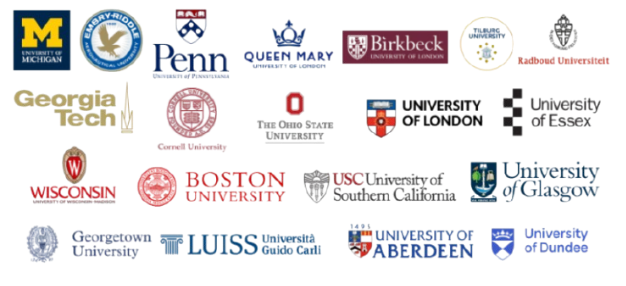 M
UNIVERSITY OF
MICHIGAN
EMBRY-RIDDLE
AERONAUTICAL UNIVERSITY
Penn
UNIVERSITY OF PENNSYLVANIA
QUEEN MARY
UNIVERSITY OF LONDON
Birkbeck
UNIVERSITY OF LONDON
TILBURG
UNIVERSITY
Radboud Universiteit
Georgia
Tech
Cornell University
THE OHIO STATE
UNIVERSITY
UNIVERSITY
OF LONDON
University
of Essex
W
WISCONSIN
UNIVERSITY OF WISCONSIN-MADISON
BOSTON
UNIVERSITY
USC University of
Southern California
University
of Glasgow
Georgetown
University
LUISS Università
Guido Carli
1495
UNIVERSITY OF
ABERDEEN
University
of Dundee